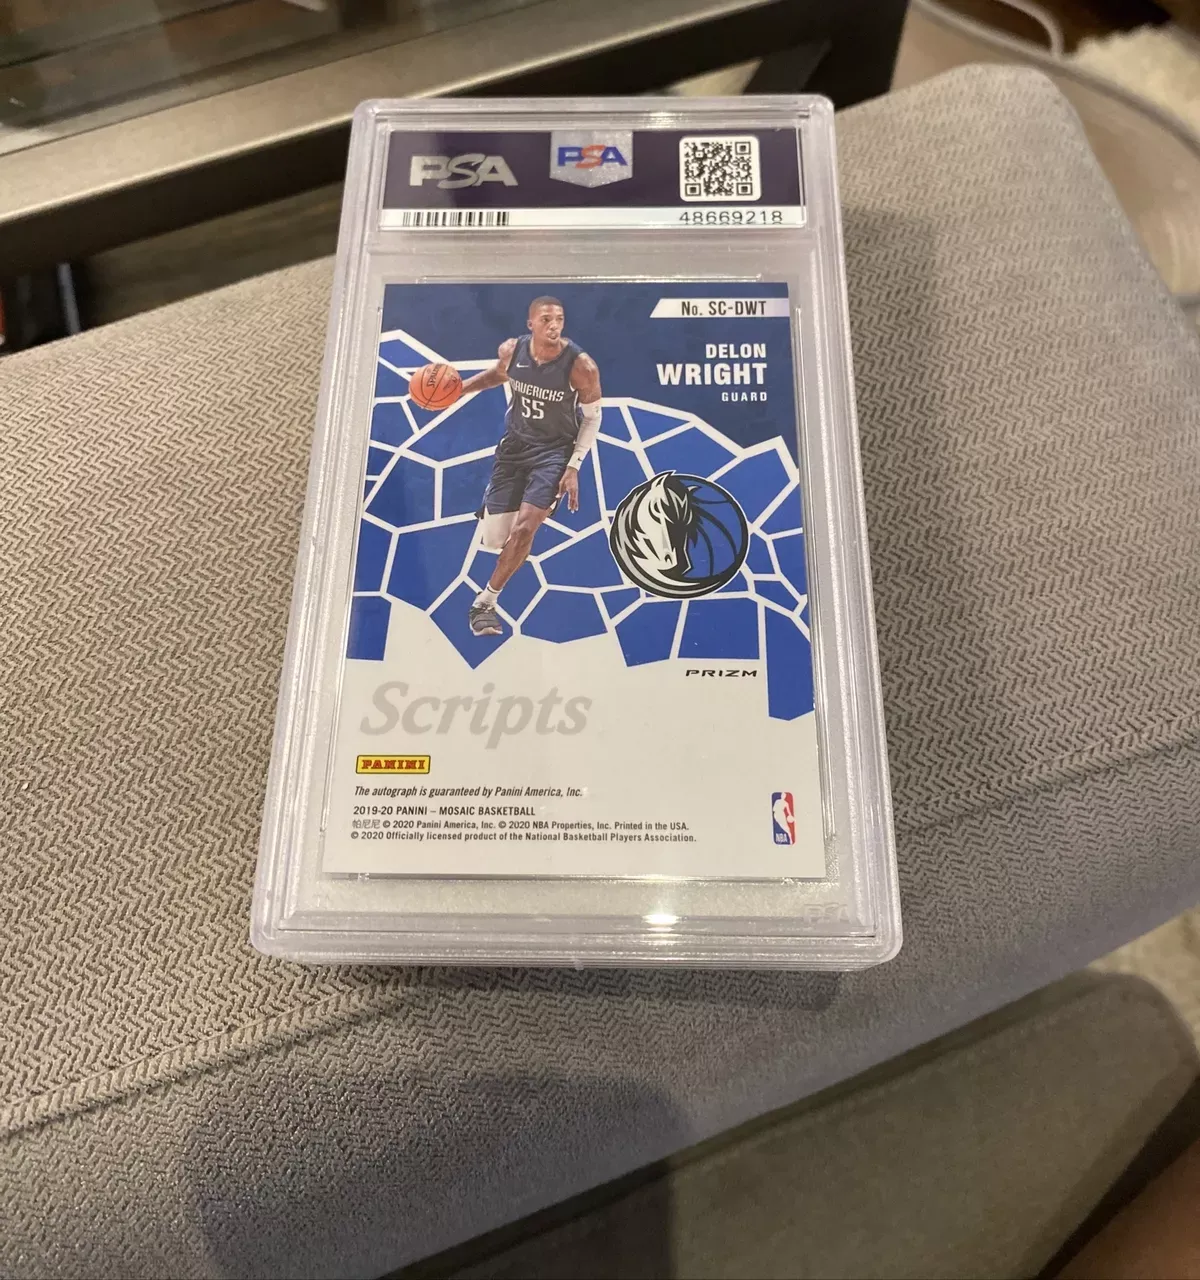 PSA
PSA
48669218
No. SC-DWT
DELON
WRIGHT
GUARD
MAVERICKS
55
PRIZM
Scripts
PANINI
The autograph is guaranteed by Panini America, Inc.
2019-20 PANINI – MOSAIC BASKETBALL
帕尼尼 © 2020 Panini America, Inc. © 2020 NBA Properties, Inc. Printed in the USA.
© 2020 Officially licensed product of the National Basketball Players Association.
NBA